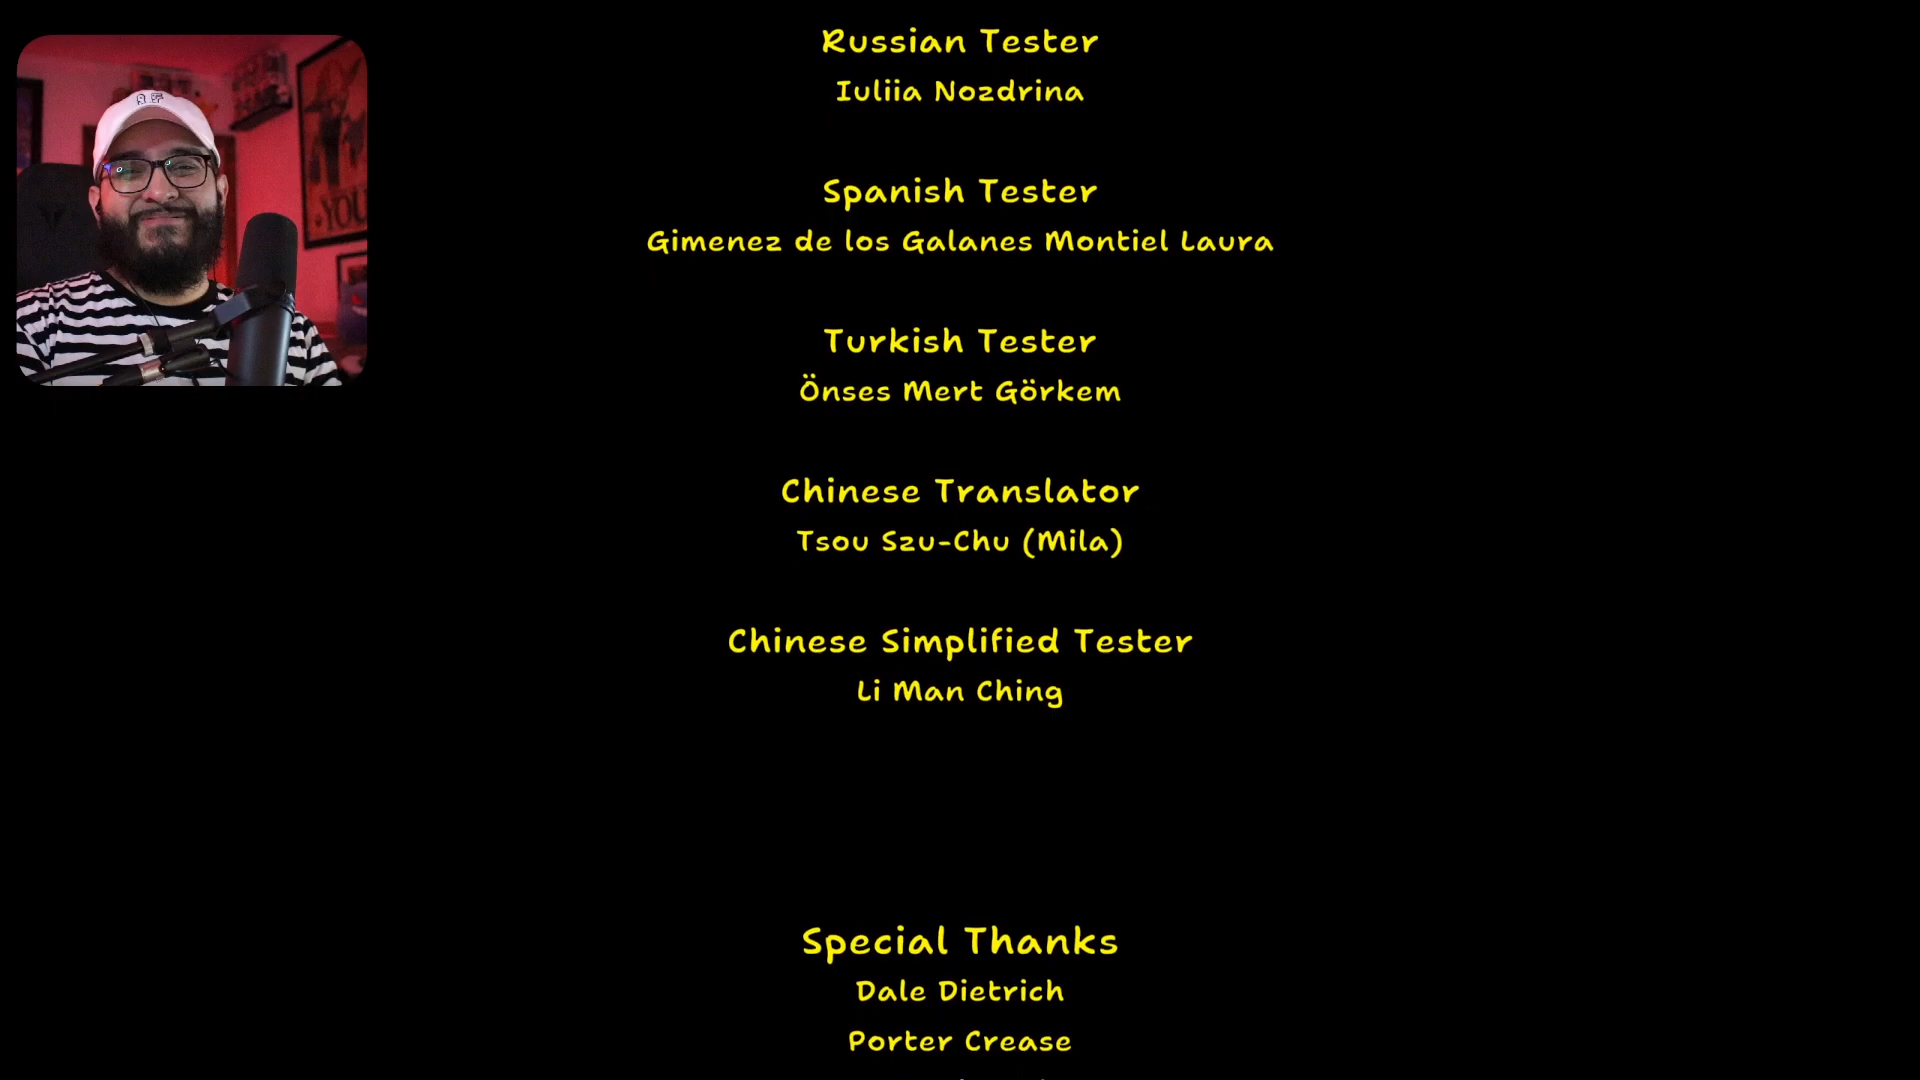 Russian Tester
Iuliia Nozdrina
Spanish Tester
Gimenez de los Galanes Montiel Laura
Turkish Tester
Önses Mert Görkem
Chinese Translator
Tsou Szu-Chu (Mila)
Chinese Simplified Tester
Li Man Ching
Special Thanks
Dale Dietrich
Porter Crease
YOU